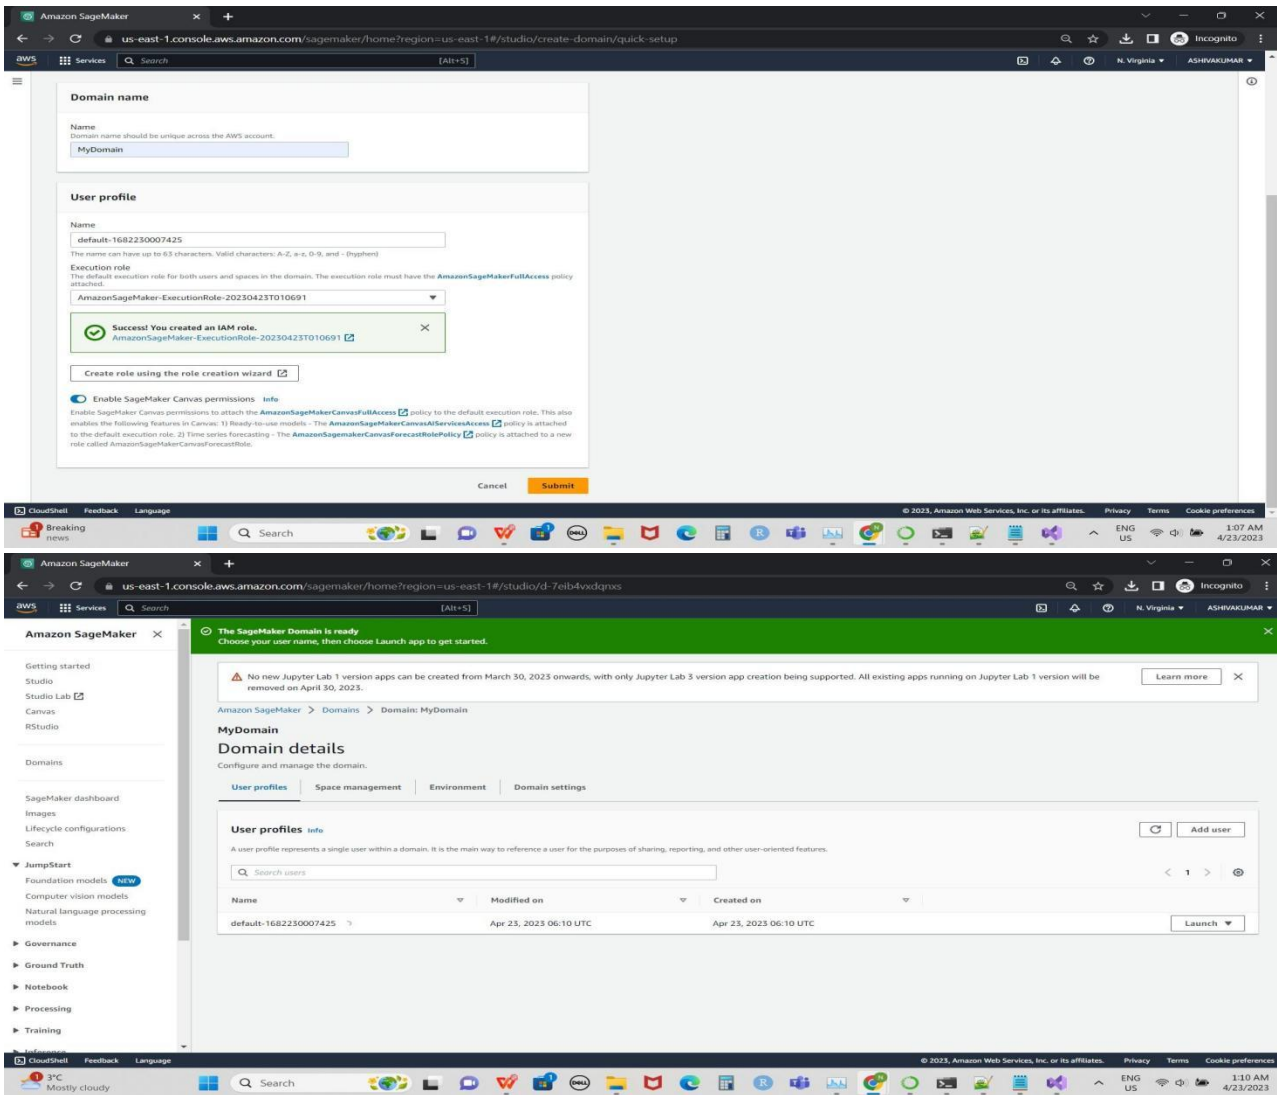 Amazon SageMaker
us-east-1.console.aws.amazon.com/sagemaker/home?region=us-east-1#/studio/create-domain/quick-setup
Incognito
aws Services Search [Alt+S] N. Virginia ASHIVAKUMAR
Domain name
Name
Domain name should be unique across the AWS account.
MyDomain
User profile
Name
default-1682230007425
The name can have up to 63 characters. Valid characters: A-Z, a-z, 0-9, and - (hyphen)
Execution role
The default execution role for both users and spaces in the domain. The execution role must have the AmazonSageMakerFullAccess policy
attached.
AmazonSageMaker-ExecutionRole-20230423T010691
Success! You created an IAM role.
AmazonSageMaker-ExecutionRole-20230423T010691
Create role using the role creation wizard
Enable SageMaker Canvas permissions Info
Enable SageMaker Canvas permissions to attach the AmazonSageMakerCanvasFullAccess policy to the default execution role. This also
enables the following features in Canvas: 1) Ready-to-use models - The AmazonSageMakerCanvasAIServicesAccess policy is attached
to the default execution role. 2) Time series forecasting - The AmazonSagemakerCanvasForecastRolePolicy policy is attached to a new
role called AmazonSageMakerCanvasForecastRole.
Cancel Submit
CloudShell Feedback Language © 2023, Amazon Web Services, Inc. or its affiliates. Privacy Terms Cookie preferences
1 Breaking news Search DELL R ENG US 1:07 AM 4/23/2023
Amazon SageMaker
us-east-1.console.aws.amazon.com/sagemaker/home?region=us-east-1#/studio/d-7eib4vxdqnxs
Incognito
aws Services Search [Alt+S] N. Virginia ASHIVAKUMAR
Amazon SageMaker
Getting started
Studio
Studio Lab
Canvas
RStudio
Domains
SageMaker dashboard
Images
Lifecycle configurations
Search
JumpStart
Foundation models NEW
Computer vision models
Natural language processing
models
Governance
Ground Truth
Notebook
Processing
Training
Inference
The SageMaker Domain is ready
Choose your user name, then choose Launch app to get started.
No new Jupyter Lab 1 version apps can be created from March 30, 2023 onwards, with only Jupyter Lab 3 version app creation being supported. All existing apps running on Jupyter Lab 1 version will be
removed on April 30, 2023.
Learn more
Amazon SageMaker > Domains > Domain: MyDomain
MyDomain
Domain details
Configure and manage the domain.
User profiles Space management Environment Domain settings
User profiles Info
Add user
A user profile represents a single user within a domain. It is the main way to reference a user for the purposes of sharing, reporting, and other user-oriented features.
Search users
< 1 >
Name Modified on Created on
default-1682230007425 Apr 23, 2023 06:10 UTC Apr 23, 2023 06:10 UTC Launch
CloudShell Feedback Language © 2023, Amazon Web Services, Inc. or its affiliates. Privacy Terms Cookie preferences
1 3°C Mostly cloudy Search DELL R ENG US 1:10 AM 4/23/2023